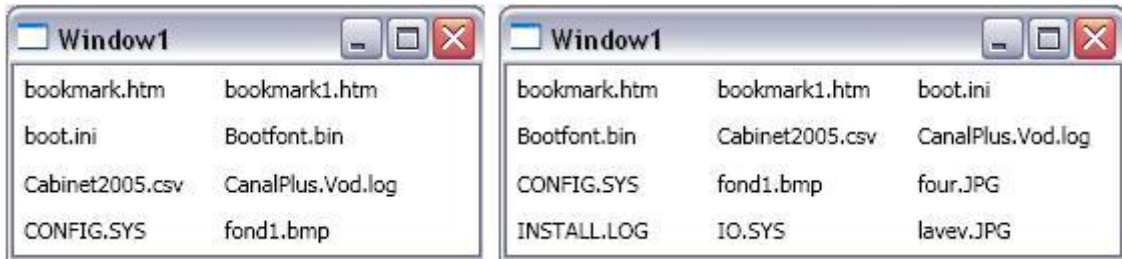 Window1
bookmark.htm bookmark1.htm
boot.ini Bootfont.bin
Cabinet2005.csv CanalPlus.Vod.log
CONFIG.SYS fond1.bmp
Window1
bookmark.htm bookmark1.htm boot.ini
Bootfont.bin Cabinet2005.csv CanalPlus.Vod.log
CONFIG.SYS fond1.bmp four.JPG
INSTALL.LOG IO.SYS lavev.JPG